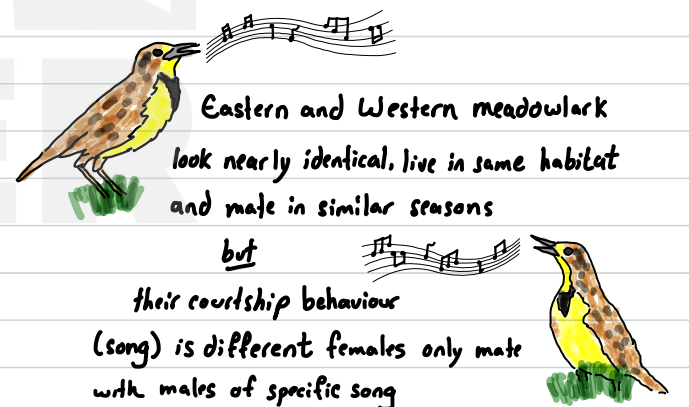 Eastern and Western meadowlark
look nearly identical, live in same habitat
and mate in similar seasons
but
their courtship behaviour
(song) is different females only mate
with males of specific song